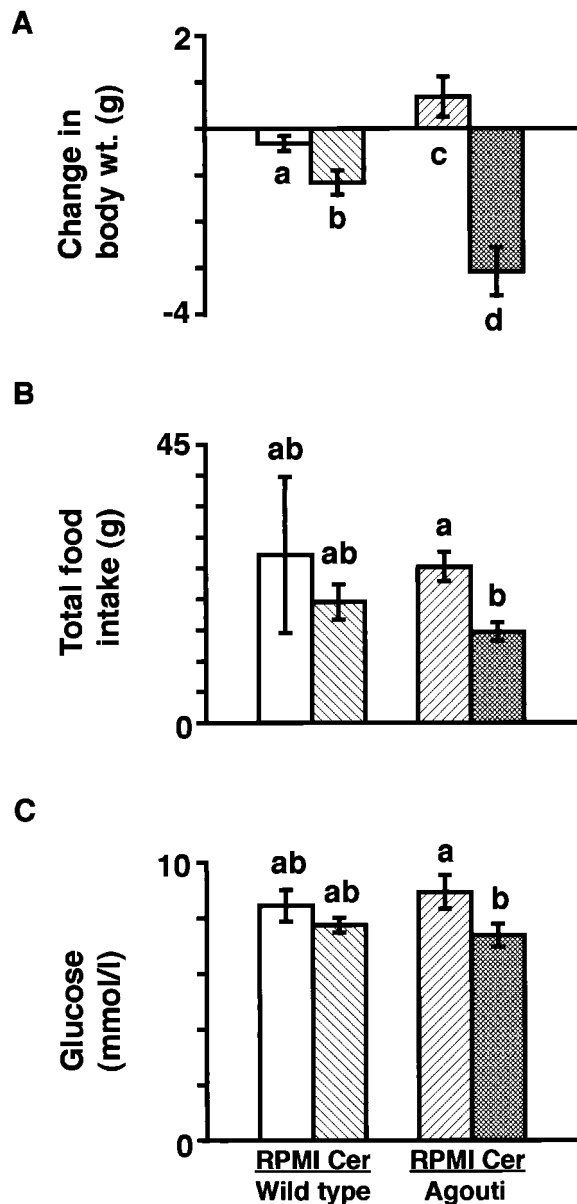 A
2
Change in
body wt. (g)
a
b
c
d
-4
B
45
Total food
intake (g)
ab
ab
a
b
0
C
10
Glucose
(mmol/l)
ab
ab
a
b
0
RPMI Cer RPMI Cer
Wild type Agouti